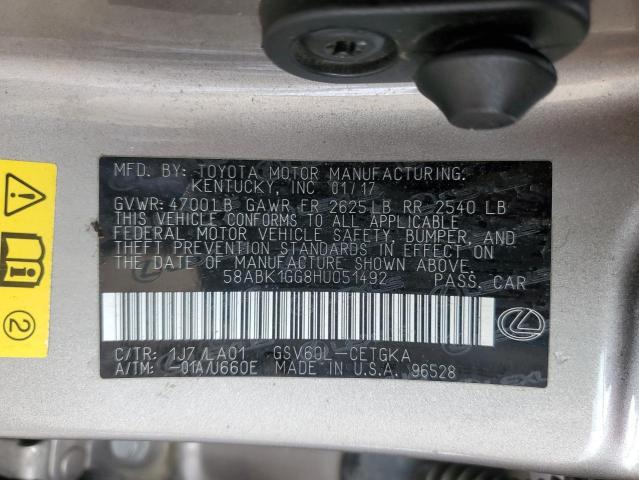 MFD. BY: TOYOTA MOTOR MANUFACTURING,
KENTUCKY, INC 01/17
GVWR: 4700LB GAWR FR 2625LB RR 2540 LB
THIS VEHICLE CONFORMS TO ALL APPLICABLE
FEDERAL MOTOR VEHICLE SAFETY, BUMPER, AND
THEFT PREVENTION STANDARDS IN EFFECT ON
THE DATE OF MANUFACTURE SHOWN ABOVE.
58ABK1GG8HU051492 PASS. CAR
C/TR: 1J7/LA01 GSV60L-CETGKA
A/TM: -01A/U660E MADE IN U.S.A. 96528
2